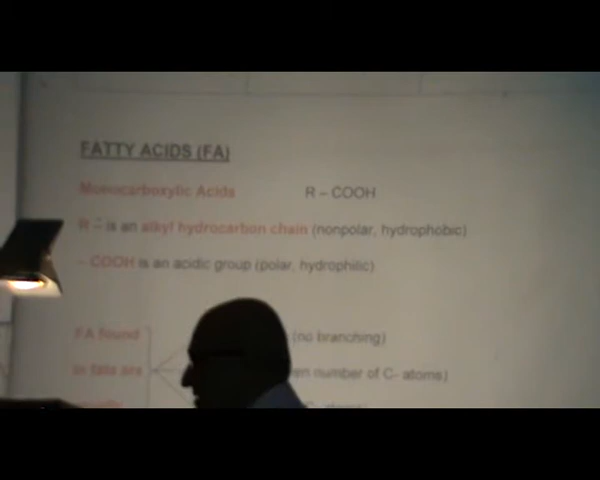 FATTY ACIDS (FA)
Monocarboxylic Acids R – COOH
R – is an alkyl hydrocarbon chain (nonpolar, hydrophobic)
– COOH is an acidic group (polar, hydrophilic)
FA found (no branching)
in fats are en number of C- atoms)